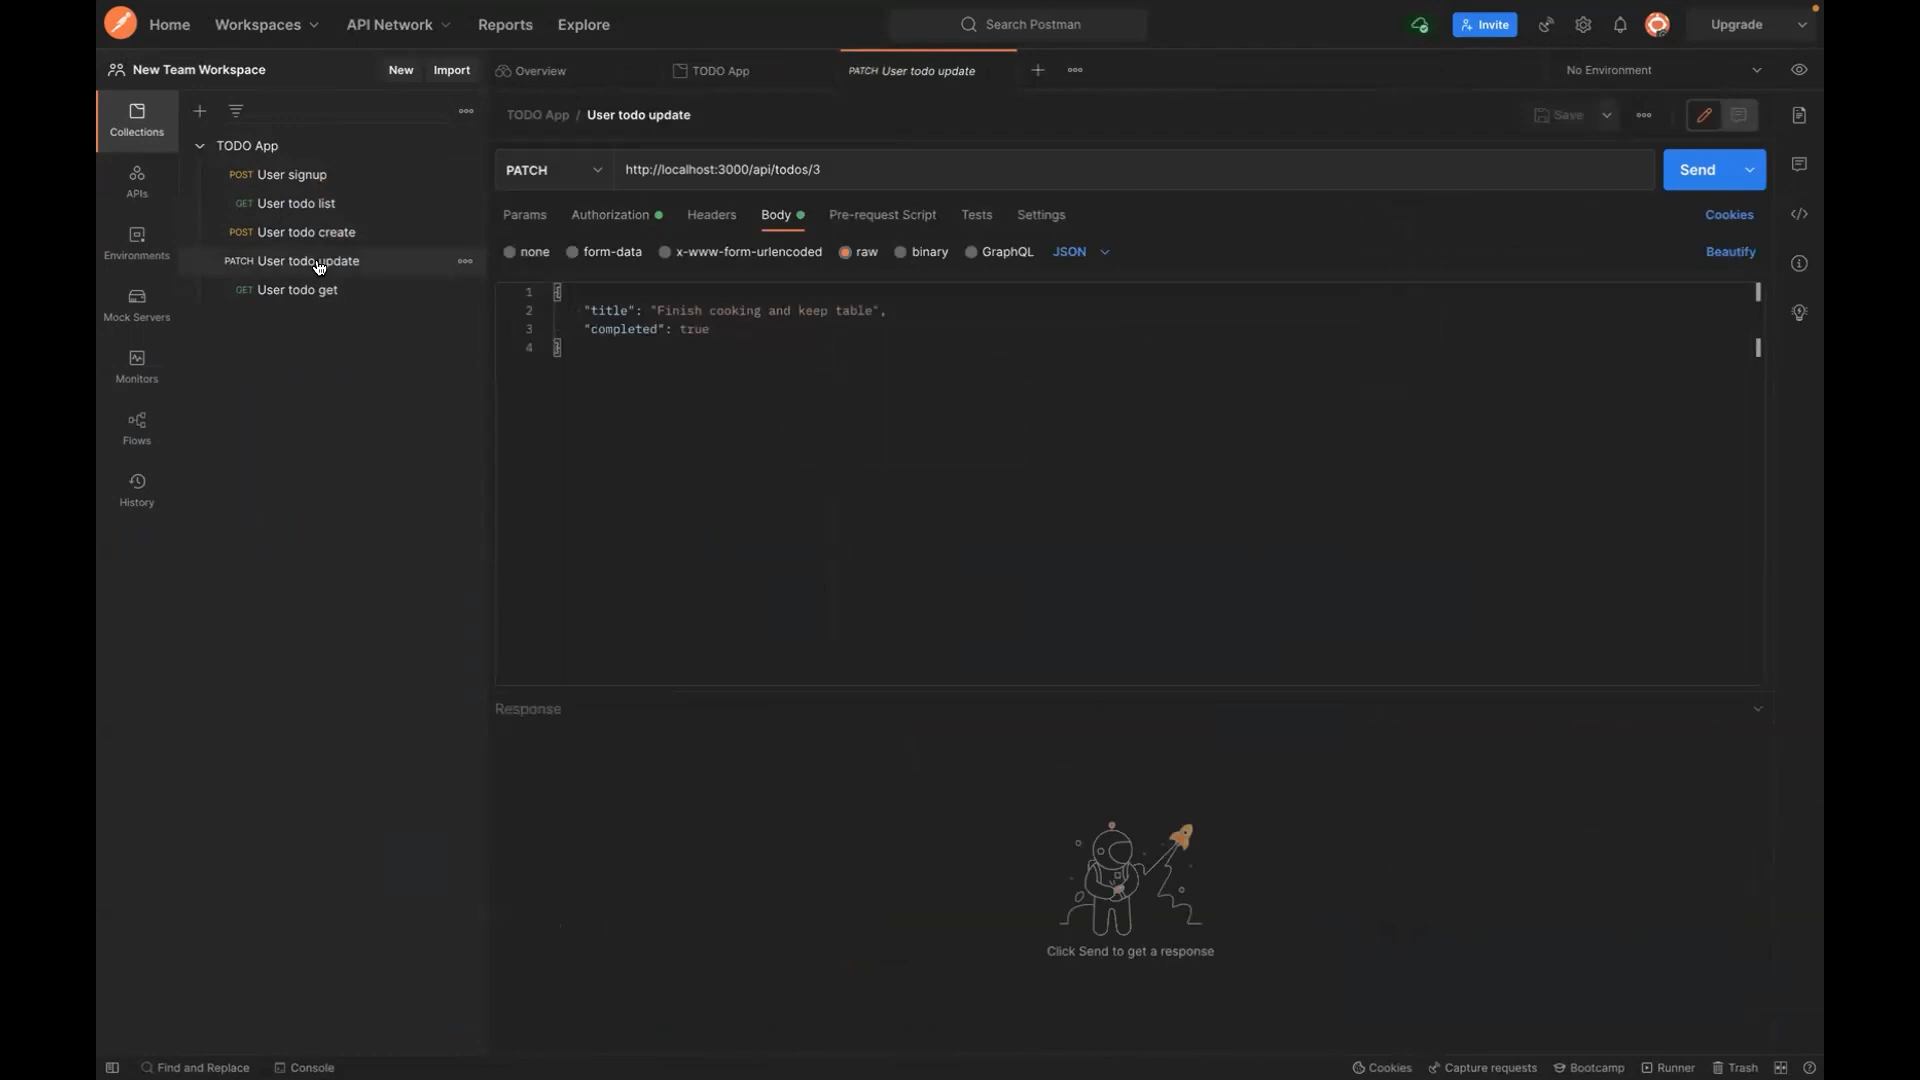 Home Workspaces API Network Reports Explore Search Postman Invite Upgrade
New Team Workspace New Import Overview TODO App PATCH User todo update No Environment
Collections
APIs
Environments
Mock Servers
Monitors
Flows
History
TODO App
POST User signup
GET User todo list
POST User todo create
PATCH User todo update
GET User todo get
TODO App / User todo update Save
PATCH http://localhost:3000/api/todos/3 Send
Params Authorization Headers Body Pre-request Script Tests Settings Cookies
none form-data x-www-form-urlencoded raw binary GraphQL JSON Beautify
1 {
2 "title": "Finish cooking and keep table",
3 "completed": true
4 }
Response
Click Send to get a response
Find and Replace Console Cookies Capture requests Bootcamp Runner Trash